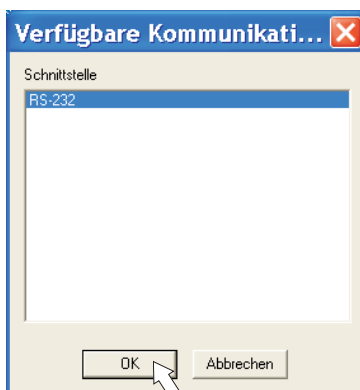 Verfügbare Kommunikati...
Schnittstelle
RS-232
OK
Abbrechen